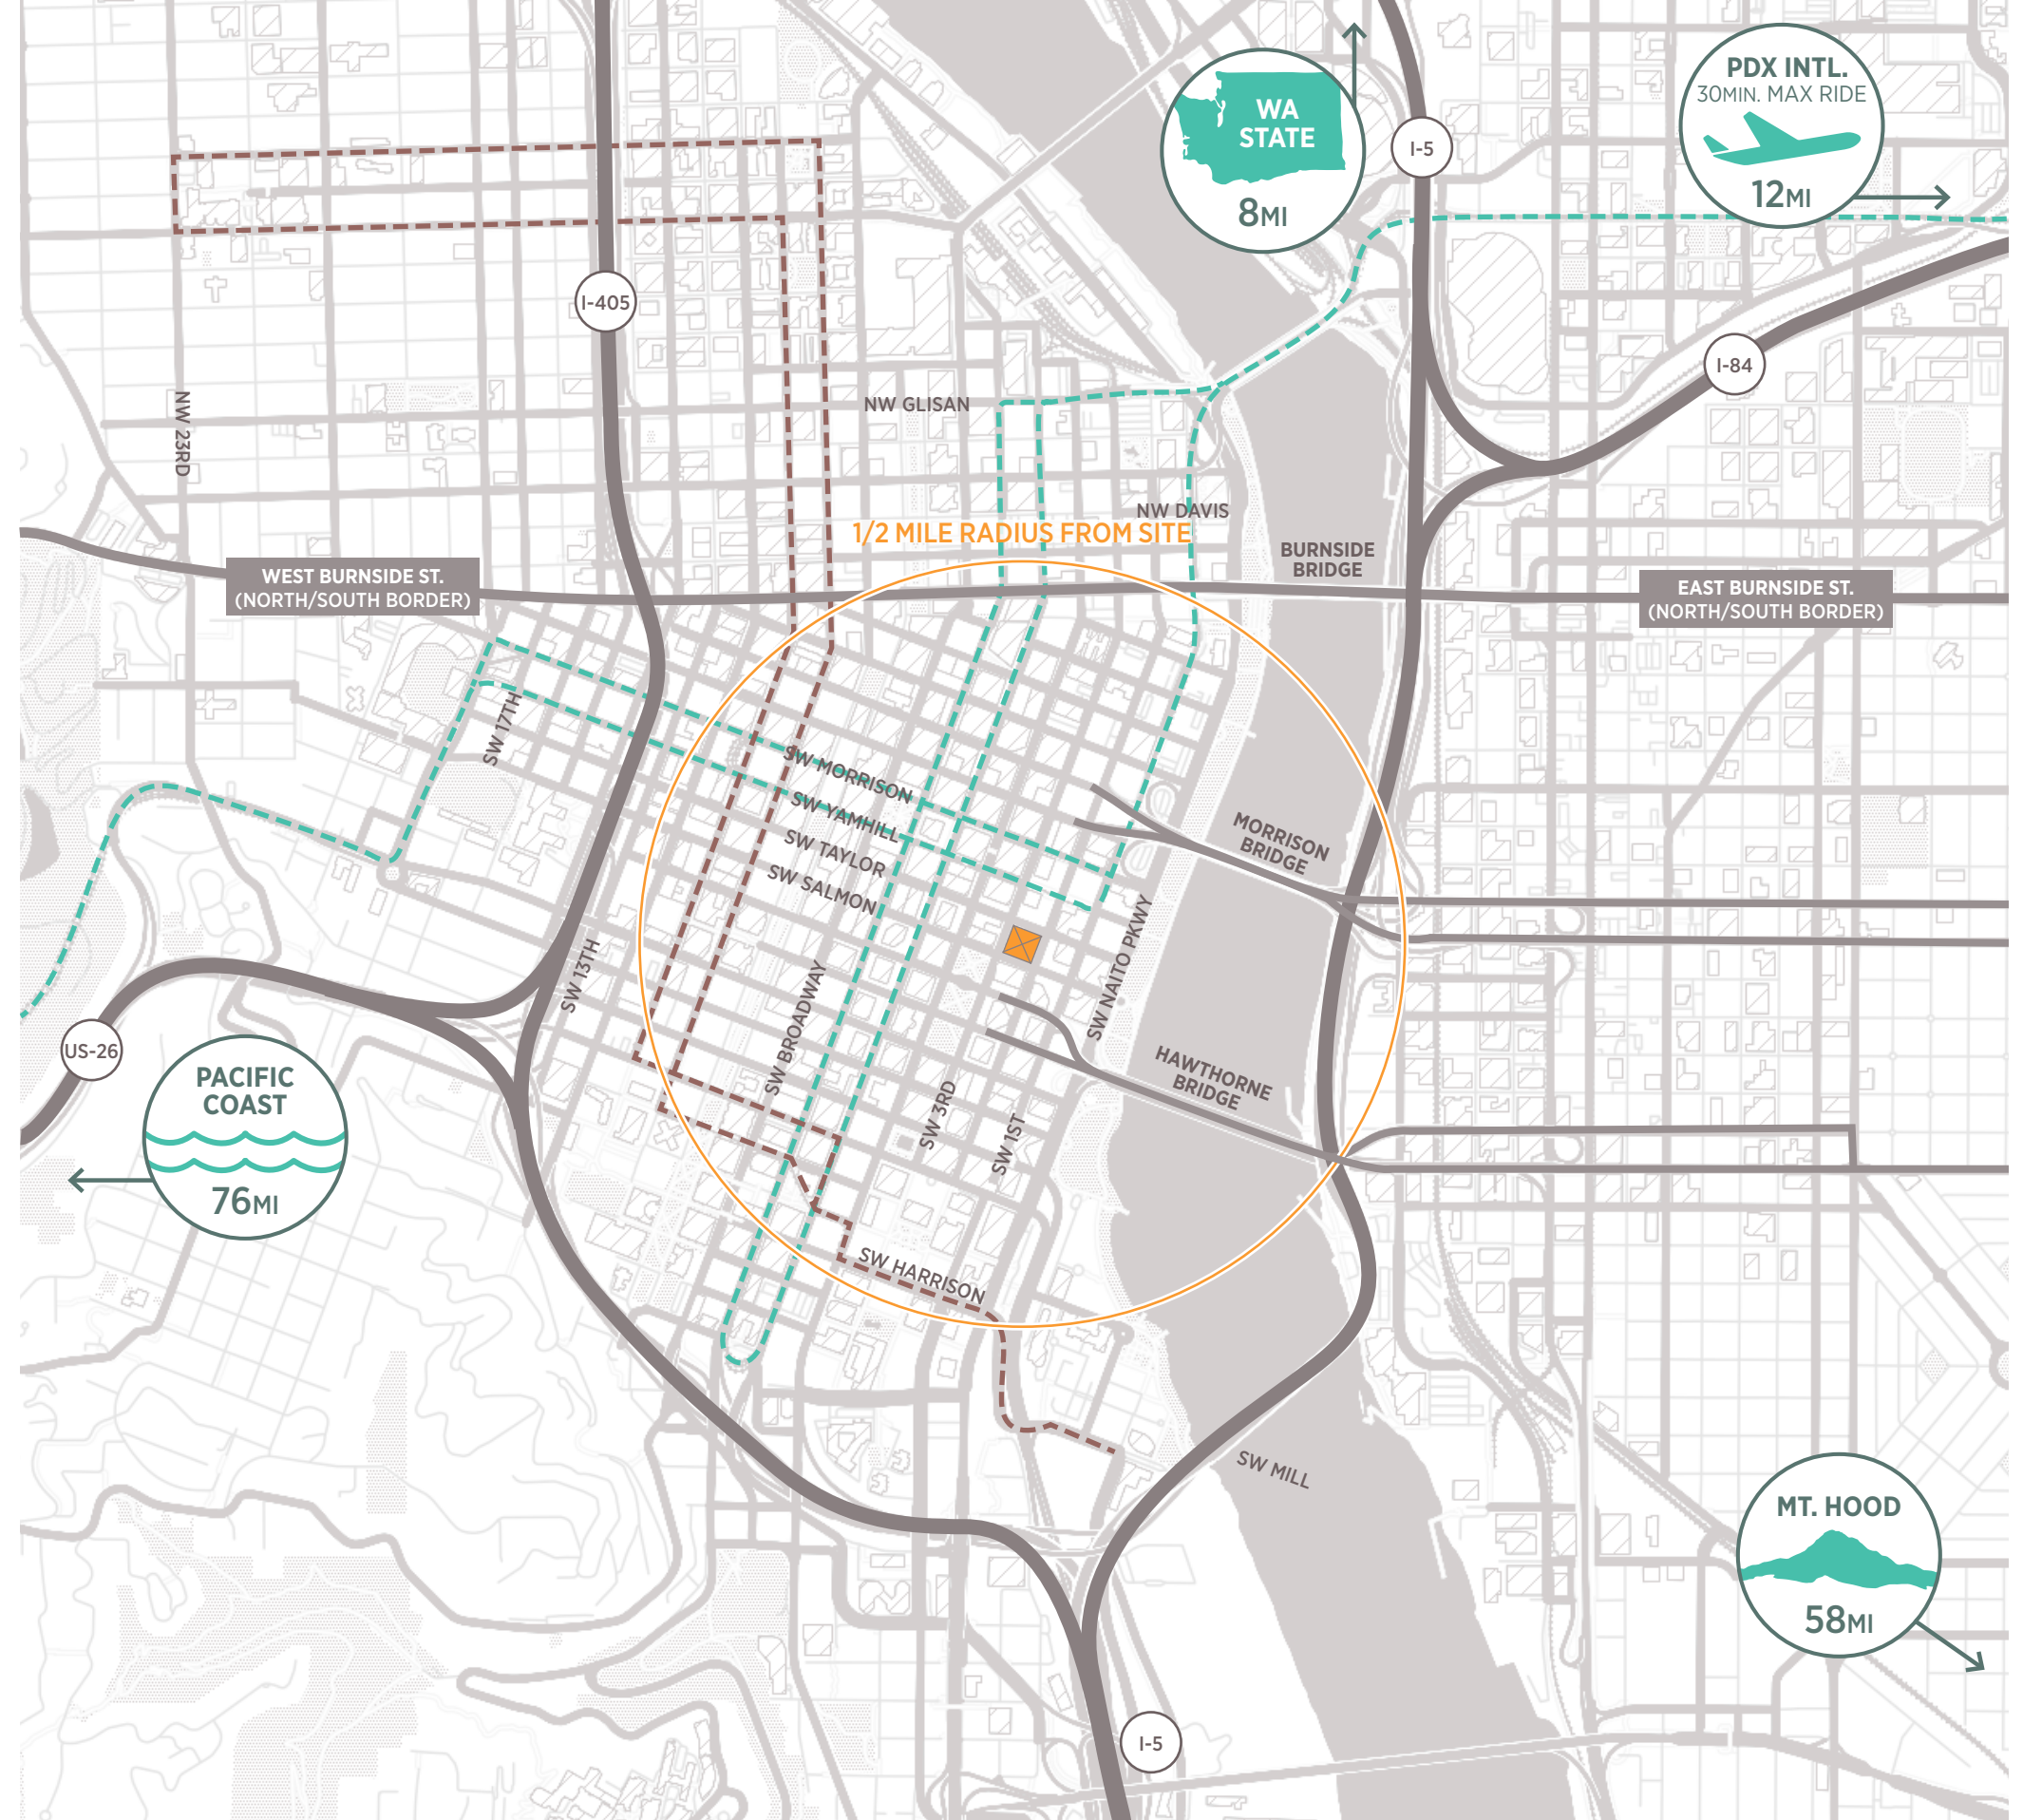 PDX INTL.
30MIN. MAX RIDE
12MI
WA
STATE
8MI
I-5
I-405
I-84
NW GLISAN
NW 23RD
NW DAVIS
1/2 MILE RADIUS FROM SITE
BURNSIDE
BRIDGE
WEST BURNSIDE ST.
(NORTH/SOUTH BORDER)
EAST BURNSIDE ST.
(NORTH/SOUTH BORDER)
SW 17TH
SW MORRISON
SW YAMHILL
SW TAYLOR
SW SALMON
MORRISON
BRIDGE
SW 13TH
SW BROADWAY
SW NAITO PKWY
US-26
PACIFIC
COAST
76MI
HAWTHORNE
BRIDGE
SW 3RD
SW 1ST
SW HARRISON
SW MILL
MT. HOOD
58MI
I-5